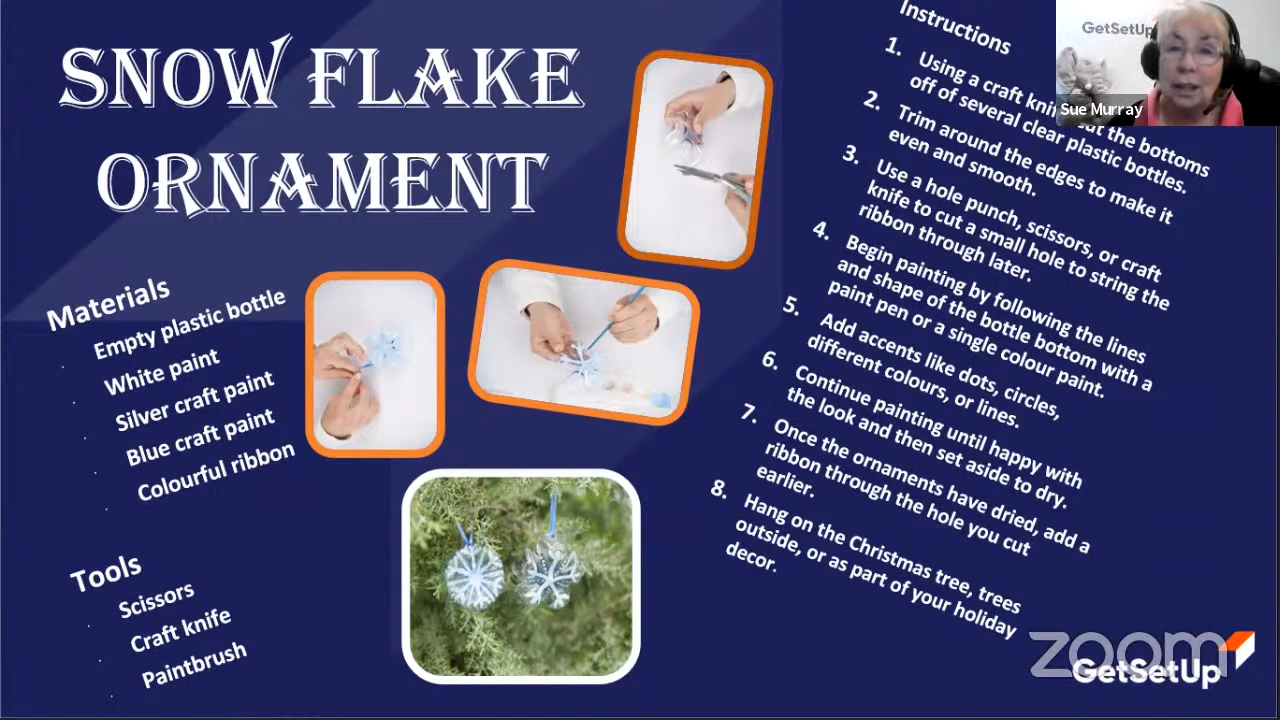 SNOW FLAKE
ORNAMENT
Materials
Empty plastic bottle
White paint
Silver craft paint
Blue craft paint
Colourful ribbon
Tools
Scissors
Craft knife
Paintbrush
Instructions
1. Using a craft the bottoms
off of several clear plastic bottles.
2. Trim around the edges to make it
even and smooth.
3. Use a hole punch, scissors, or craft
knife to cut a small hole to string the
ribbon through later.
4. Begin painting by following the lines
and shape of the bottle bottom with a
paint pen or a single colour paint.
5. Add accents like dots, circles,
different colours, or lines.
6. Continue painting until happy with
the look and then set aside to dry.
7. Once the ornaments have dried, add a
ribbon through the hole you cut
earlier.
8. Hang on the Christmas tree, trees
outside, or as part of your holiday
decor.
GetSetUp
Sue Murray
zoom
GetSetUp